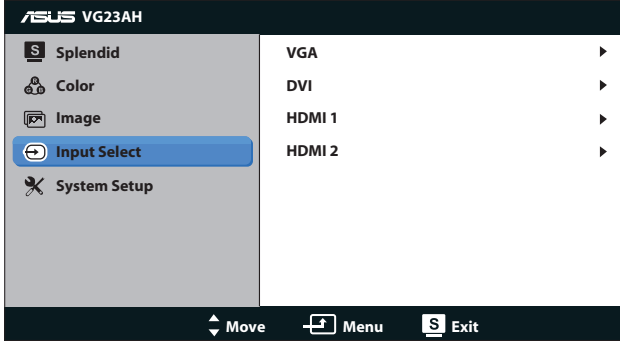 ASUS VG23AH
S Splendid
VGA
Color
DVI
Image
HDMI 1
Input Select
HDMI 2
System Setup
Move Menu S Exit